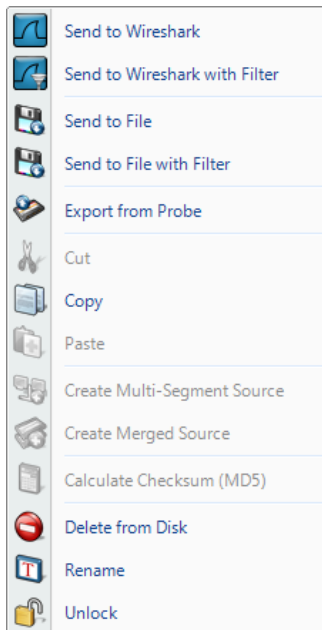 Send to Wireshark
Send to Wireshark with Filter
Send to File
Send to File with Filter
Export from Probe
Cut
Copy
Paste
Create Multi-Segment Source
Create Merged Source
Calculate Checksum (MD5)
Delete from Disk
T Rename
Unlock